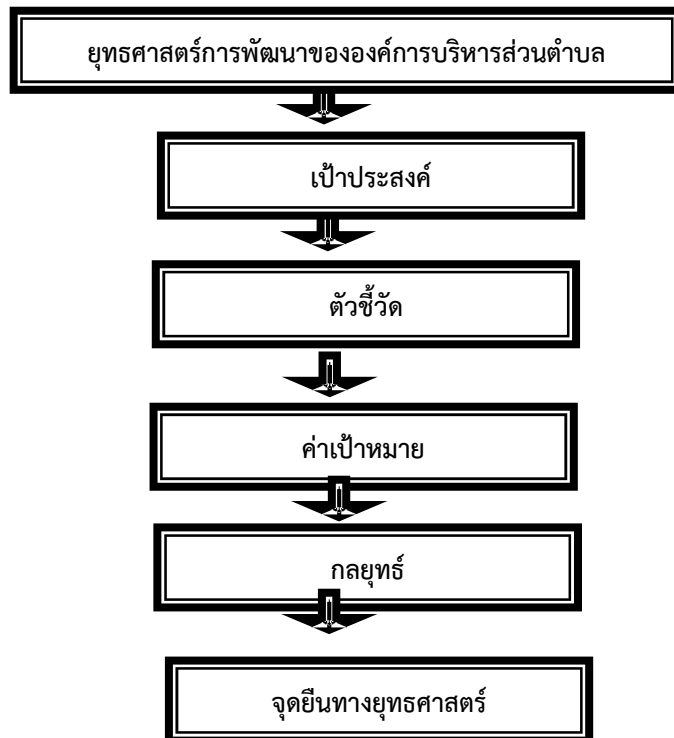 ยุทธศาสตร์การพัฒนาขององค์การบริหารส่วนตำบล
เป้าประสงค์
ตัวชี้วัด
ค่าเป้าหมาย
กลยุทธ์
จุดยืนทางยุทธศาสตร์